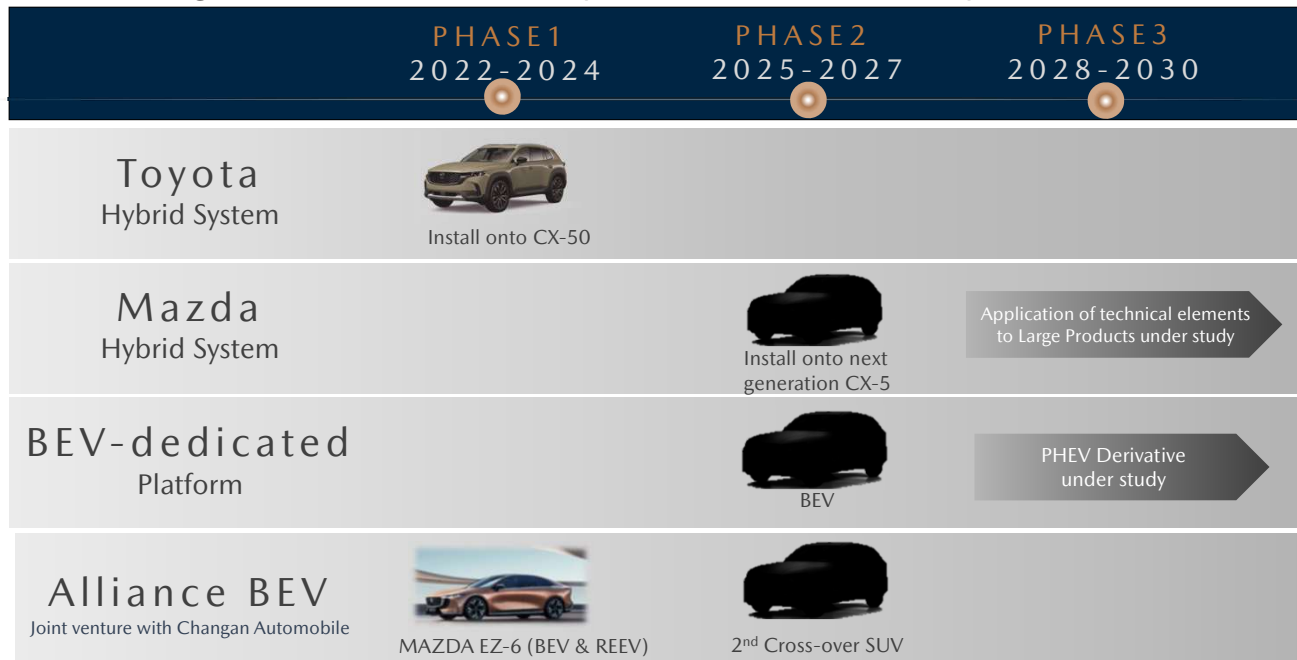 PHASE1
2022-2024
PHASE2
2025-2027
PHASE3
2028-2030
Toyota
Hybrid System
Install onto CX-50
Mazda
Hybrid System
Install onto next
generation CX-5
Application of technical elements
to Large Products under study
BEV-dedicated
Platform
BEV
PHEV Derivative
under study
Alliance BEV
Joint venture with Changan Automobile
MAZDA EZ-6 (BEV & REEV)
2nd Cross-over SUV